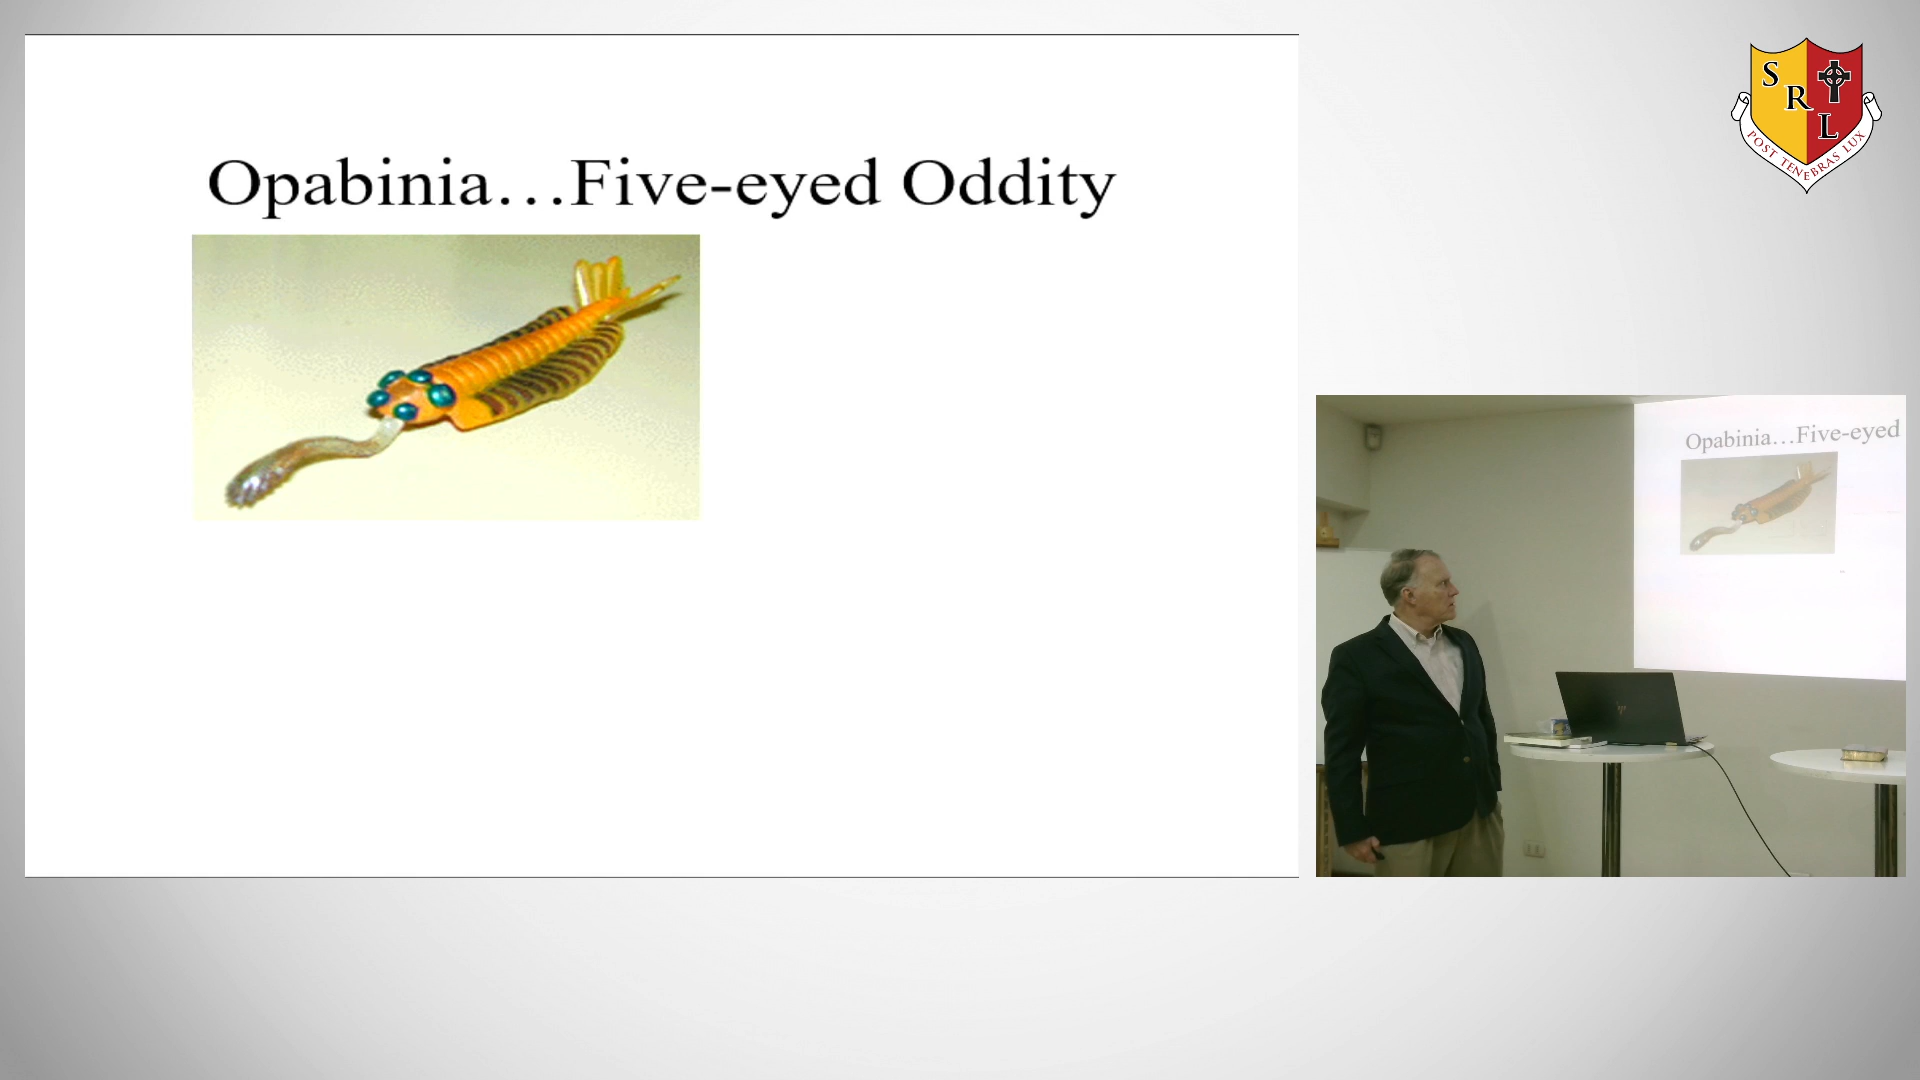 Opabinia…Five-eyed Oddity
S
R
L
POST TENEBRAS LUX
Opabinia…Five-eyed